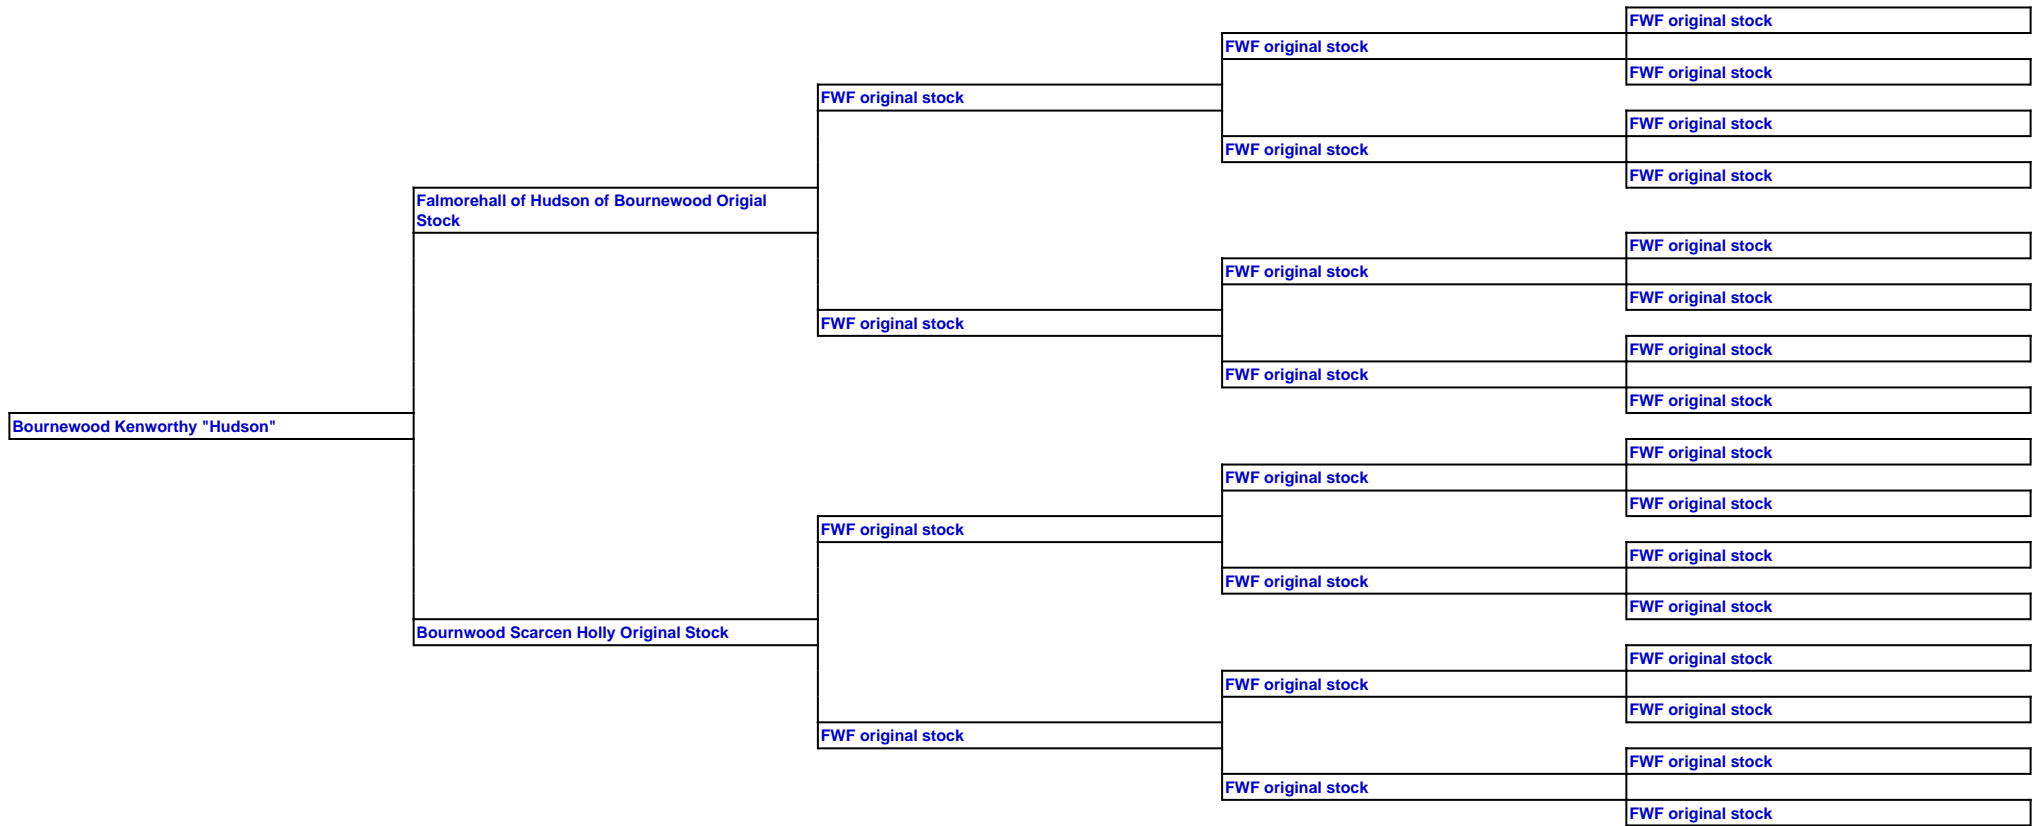 FWF original stock
FWF original stock
FWF original stock
FWF original stock
FWF original stock
FWF original stock
FWF original stock
Falmorehall of Hudson of Bournewood Origial
Stock
FWF original stock
FWF original stock
FWF original stock
FWF original stock
FWF original stock
FWF original stock
FWF original stock
Bournewood Kenworthy "Hudson"
FWF original stock
FWF original stock
FWF original stock
FWF original stock
FWF original stock
FWF original stock
FWF original stock
Bournwood Scarcen Holly Original Stock
FWF original stock
FWF original stock
FWF original stock
FWF original stock
FWF original stock
FWF original stock
FWF original stock